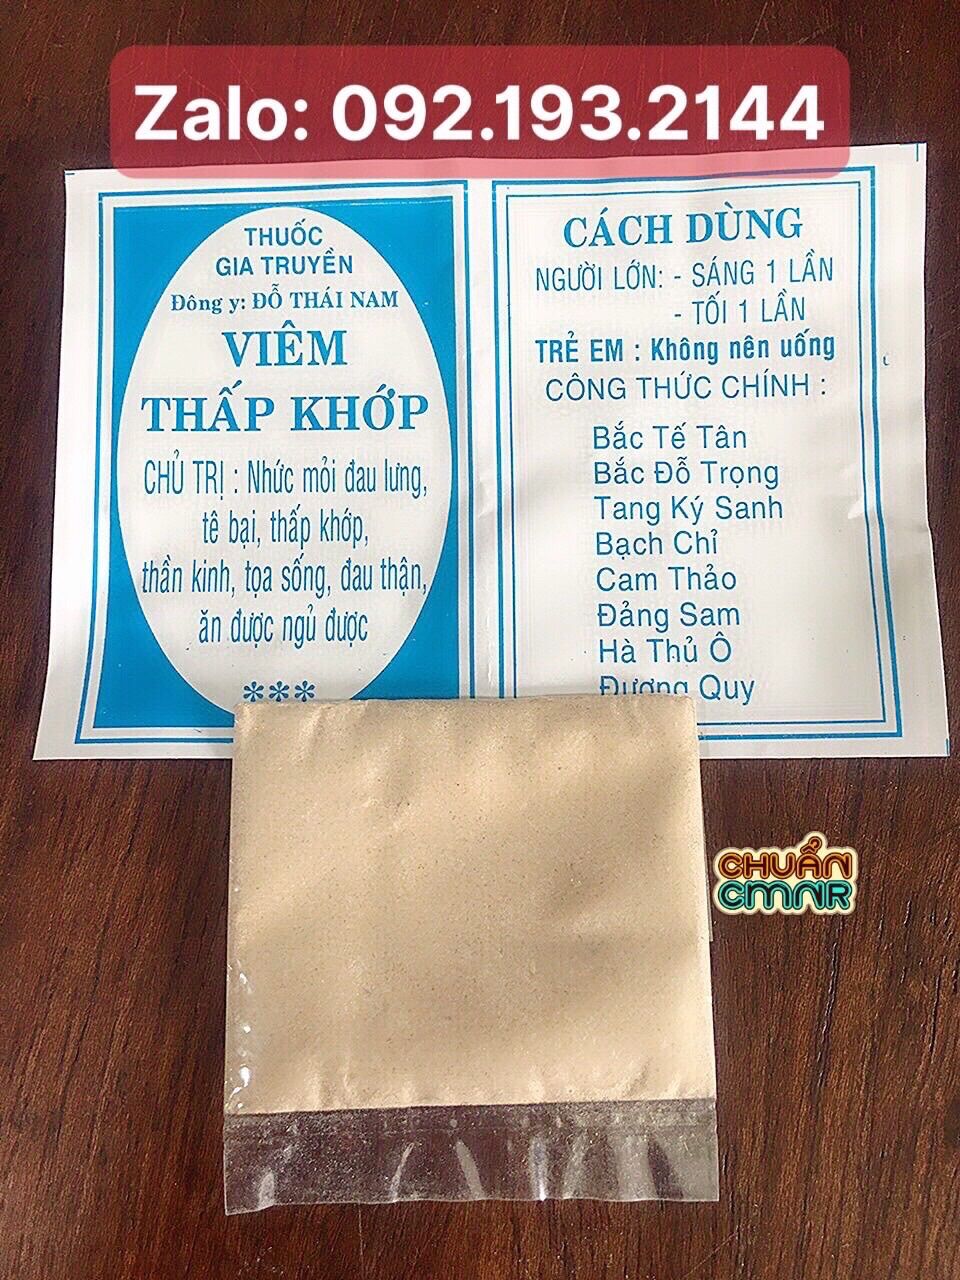 Zalo: 092.193.2144
THUỐC
GIA TRUYỀN
Đông y: ĐỖ THÁI NAM
VIÊM
THẤP KHỚP
CHỦ TRỊ : Nhức mỏi đau lưng,
tê bại, thấp khớp,
thần kinh, tọa sống, đau thận,
ăn được ngủ được
***
CÁCH DÙNG
NGƯỜI LỚN: - SÁNG 1 LẦN
- TỐI 1 LẦN
TRẺ EM : Không nên uống
CÔNG THỨC CHÍNH :
Bắc Tế Tân
Bắc Đỗ Trọng
Tang Ký Sanh
Bạch Chỉ
Cam Thảo
Đảng Sam
Hà Thủ Ô
Đương Quy
CHUẨN
CMNR